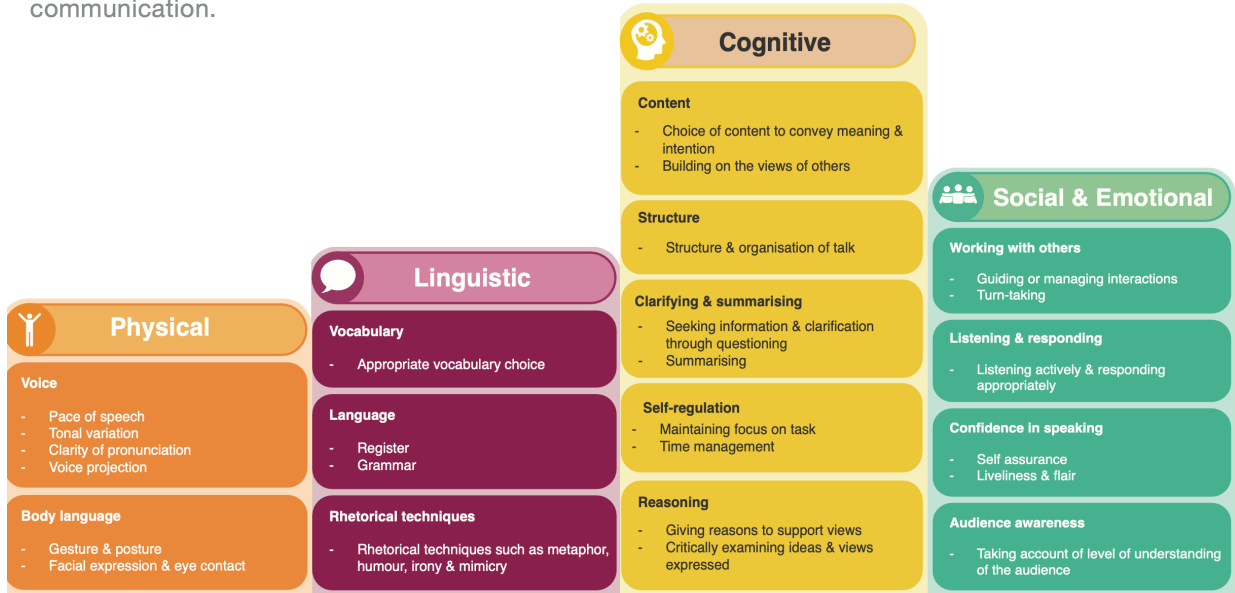 communication.
Physical
Voice
- Pace of speech
- Tonal variation
- Clarity of pronunciation
- Voice projection
Body language
- Gesture & posture
- Facial expression & eye contact
Linguistic
Vocabulary
- Appropriate vocabulary choice
Language
- Register
- Grammar
Rhetorical techniques
- Rhetorical techniques such as metaphor,
humour, irony & mimicry
Cognitive
Content
- Choice of content to convey meaning &
intention
- Building on the views of others
Structure
- Structure & organisation of talk
Clarifying & summarising
- Seeking information & clarification
through questioning
- Summarising
Self-regulation
- Maintaining focus on task
- Time management
Reasoning
- Giving reasons to support views
- Critically examining ideas & views
expressed
Social & Emotional
Working with others
- Guiding or managing interactions
- Turn-taking
Listening & responding
- Listening actively & responding
appropriately
Confidence in speaking
- Self assurance
- Liveliness & flair
Audience awareness
- Taking account of level of understanding
of the audience